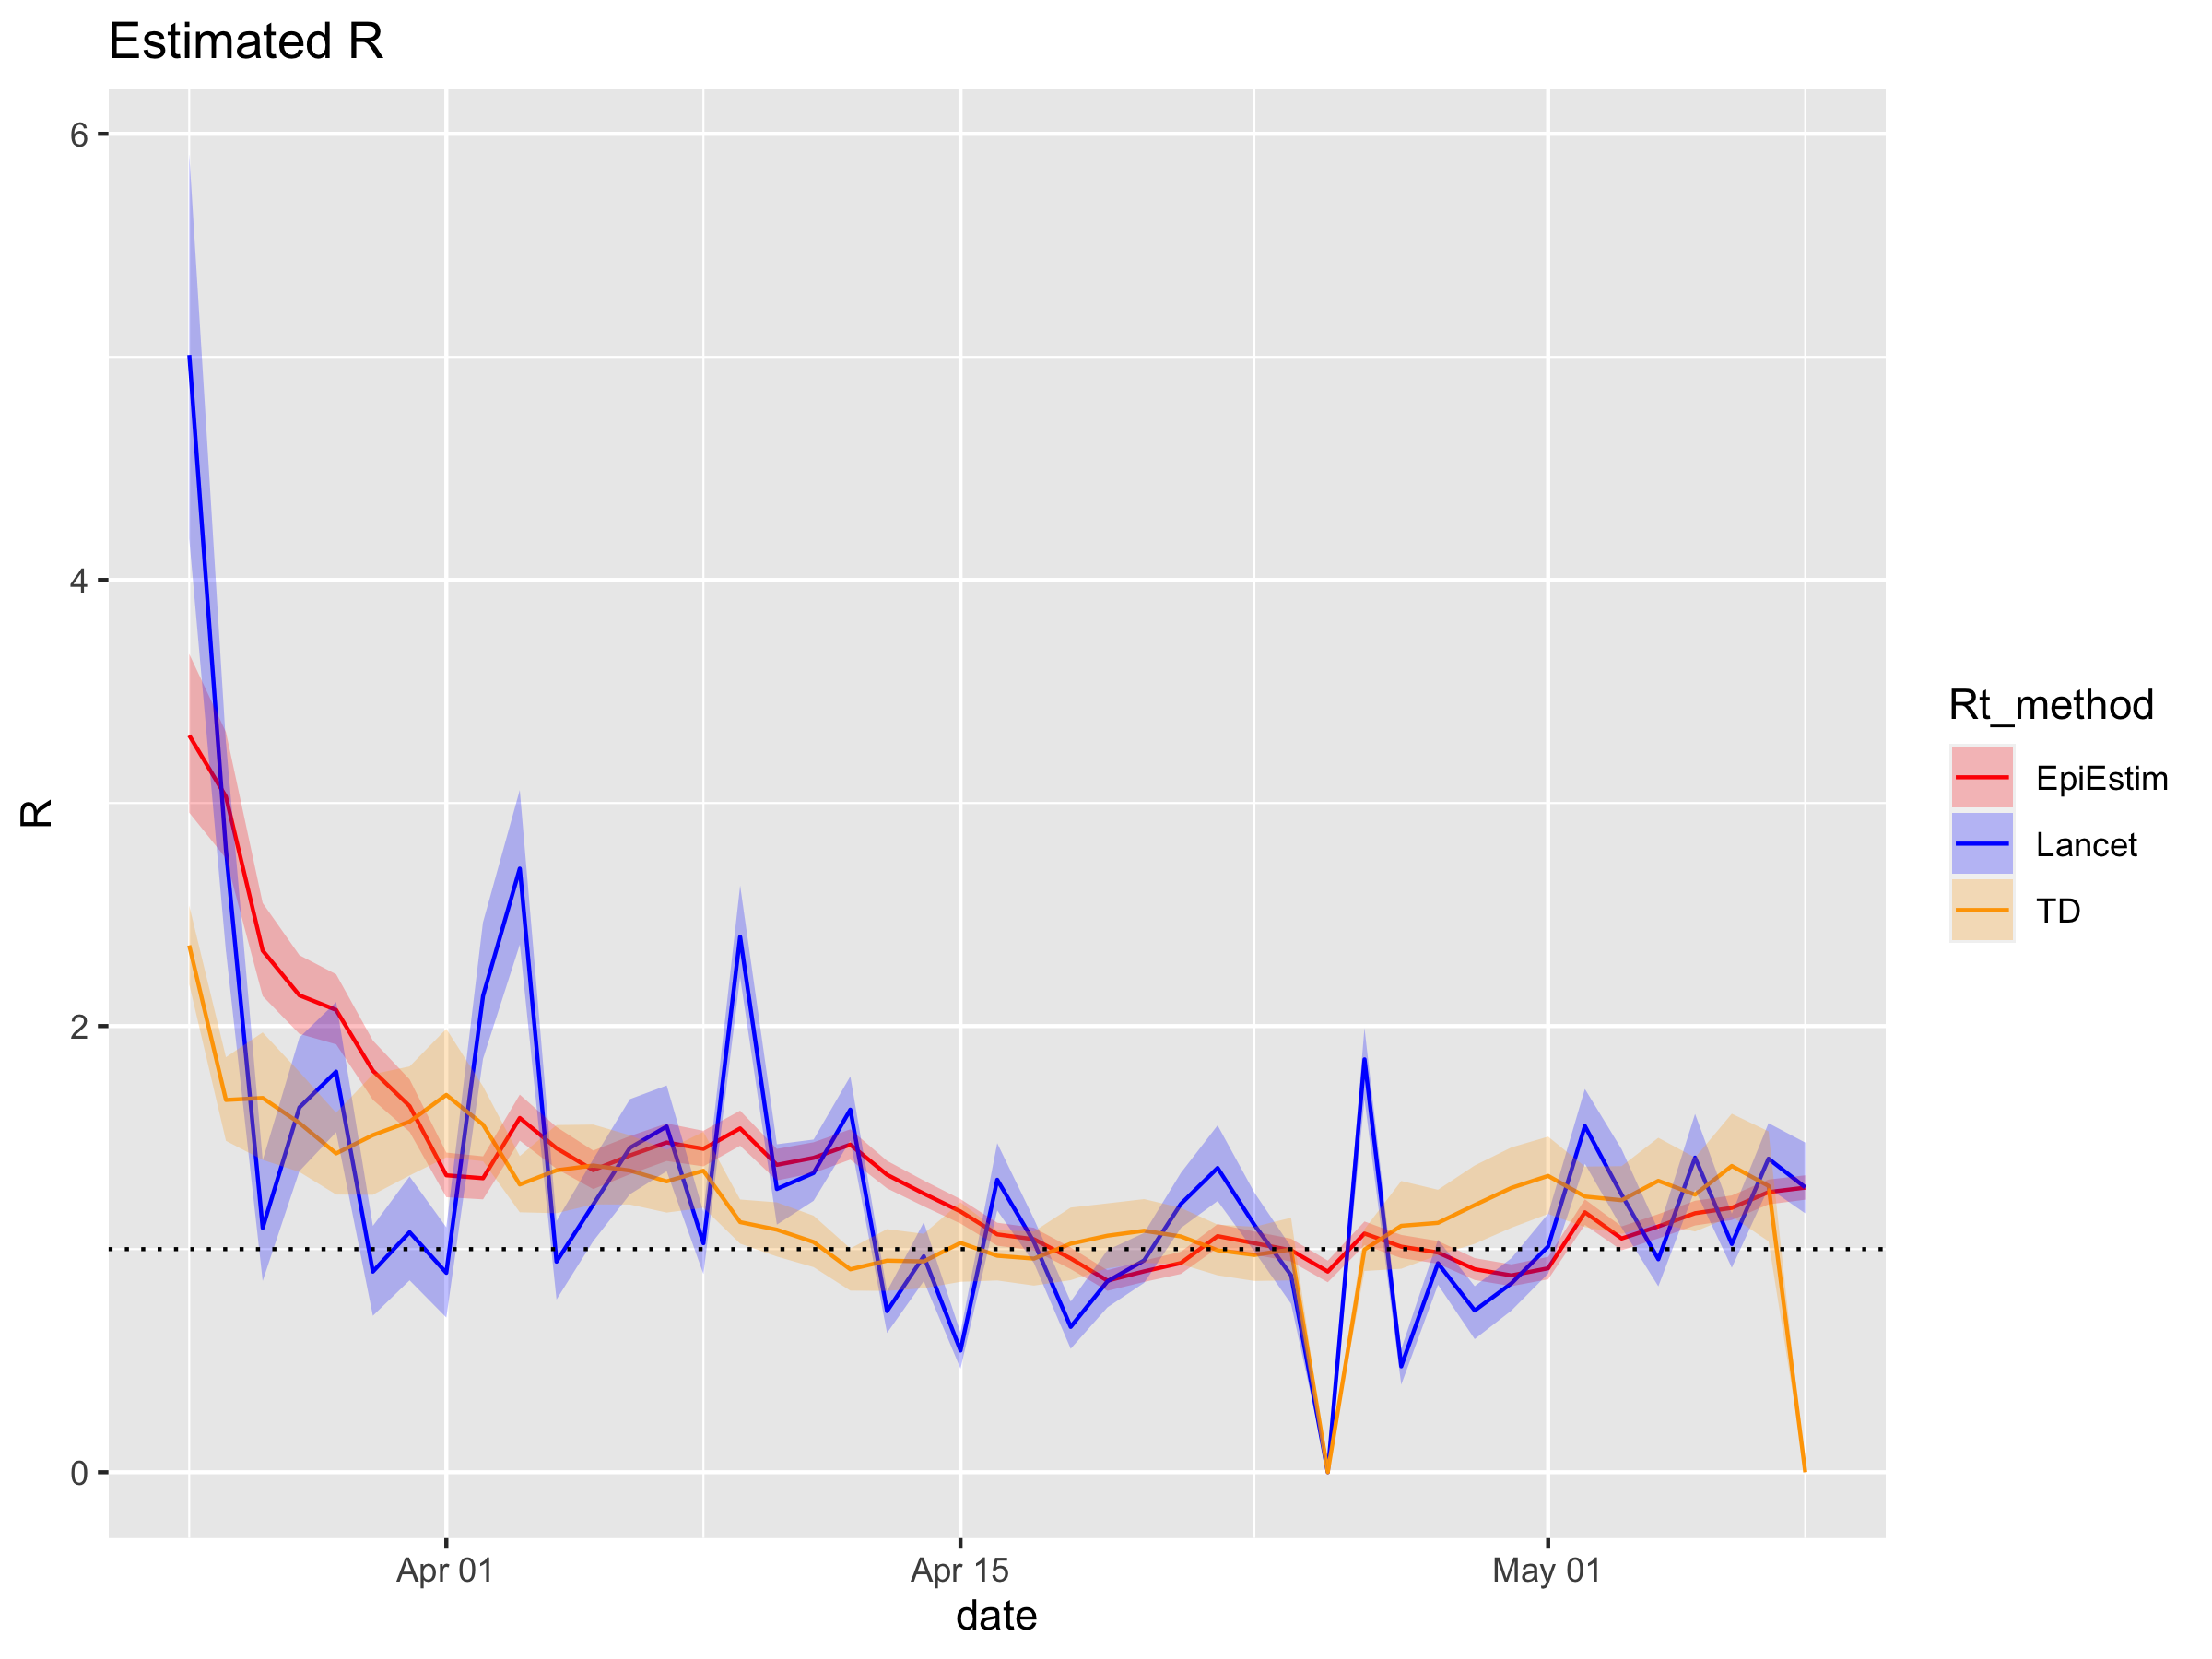 Estimated R
6
4
2
0
R
Apr 01
Apr 15
May 01
date
Rt_method
EpiEstim
Lancet
TD